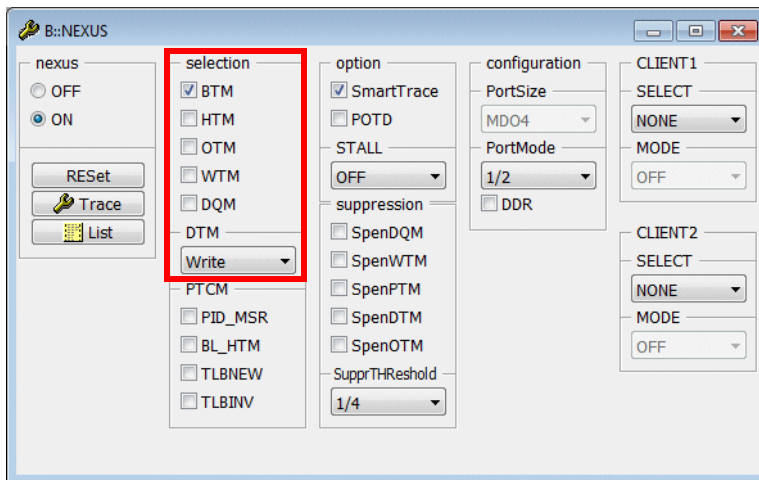 B::NEXUS
nexus
OFF
ON
RESet
Trace
List
selection
BTM
HTM
OTM
WTM
DQM
DTM
Write
PTCM
PID_MSR
BL_HTM
TLBNEW
TLBINV
option
SmartTrace
POTD
STALL
OFF
suppression
SpenDQM
SpenWTM
SpenPTM
SpenDTM
SpenOTM
SupprTHReshold
1/4
configuration
PortSize
MDO4
PortMode
1/2
DDR
CLIENT1
SELECT
NONE
MODE
OFF
CLIENT2
SELECT
NONE
MODE
OFF